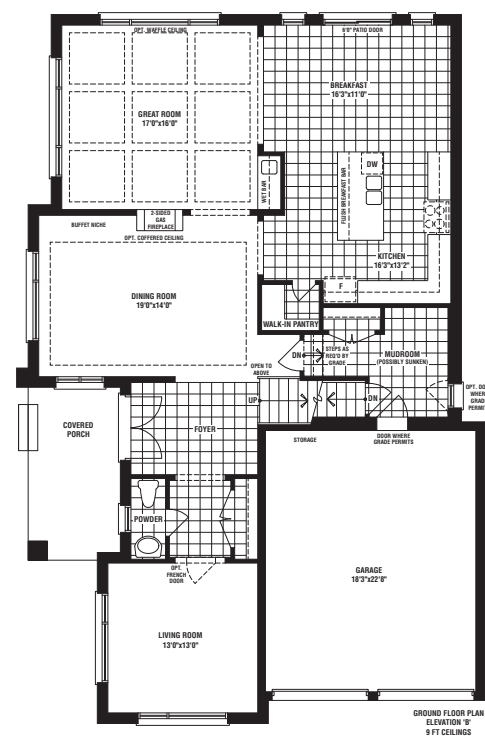 OPT. WAFFLE CEILING
6'0" PATIO DOOR
BREAKFAST
16'3"x11'0"
GREAT ROOM
17'0"x16'0"
DW
WET BAR
FLUSH BREAKFAST BAR
2-SIDED
GAS
FIREPLACE
BUFFET NICHE
OPT. COFFERED CEILING
KITCHEN
16'3"x13'2"
F
DINING ROOM
19'0"x14'0"
WALK-IN PANTRY
DN
STEPS AS
REQ'D BY
GRADE
MUDROOM
(POSSIBLY SUNKEN)
OPEN TO
ABOVE
OPT. DO
WHER
GRAD
PERMIT
UP
DN
COVERED
PORCH
FOYER
STORAGE
DOOR WHERE
GRADE PERMITS
POWDER
OPT.
FRENCH
DOOR
GARAGE
18'3"x22'8"
LIVING ROOM
13'0"x13'0"
GROUND FLOOR PLAN
ELEVATION 'B'
9 FT CEILINGS